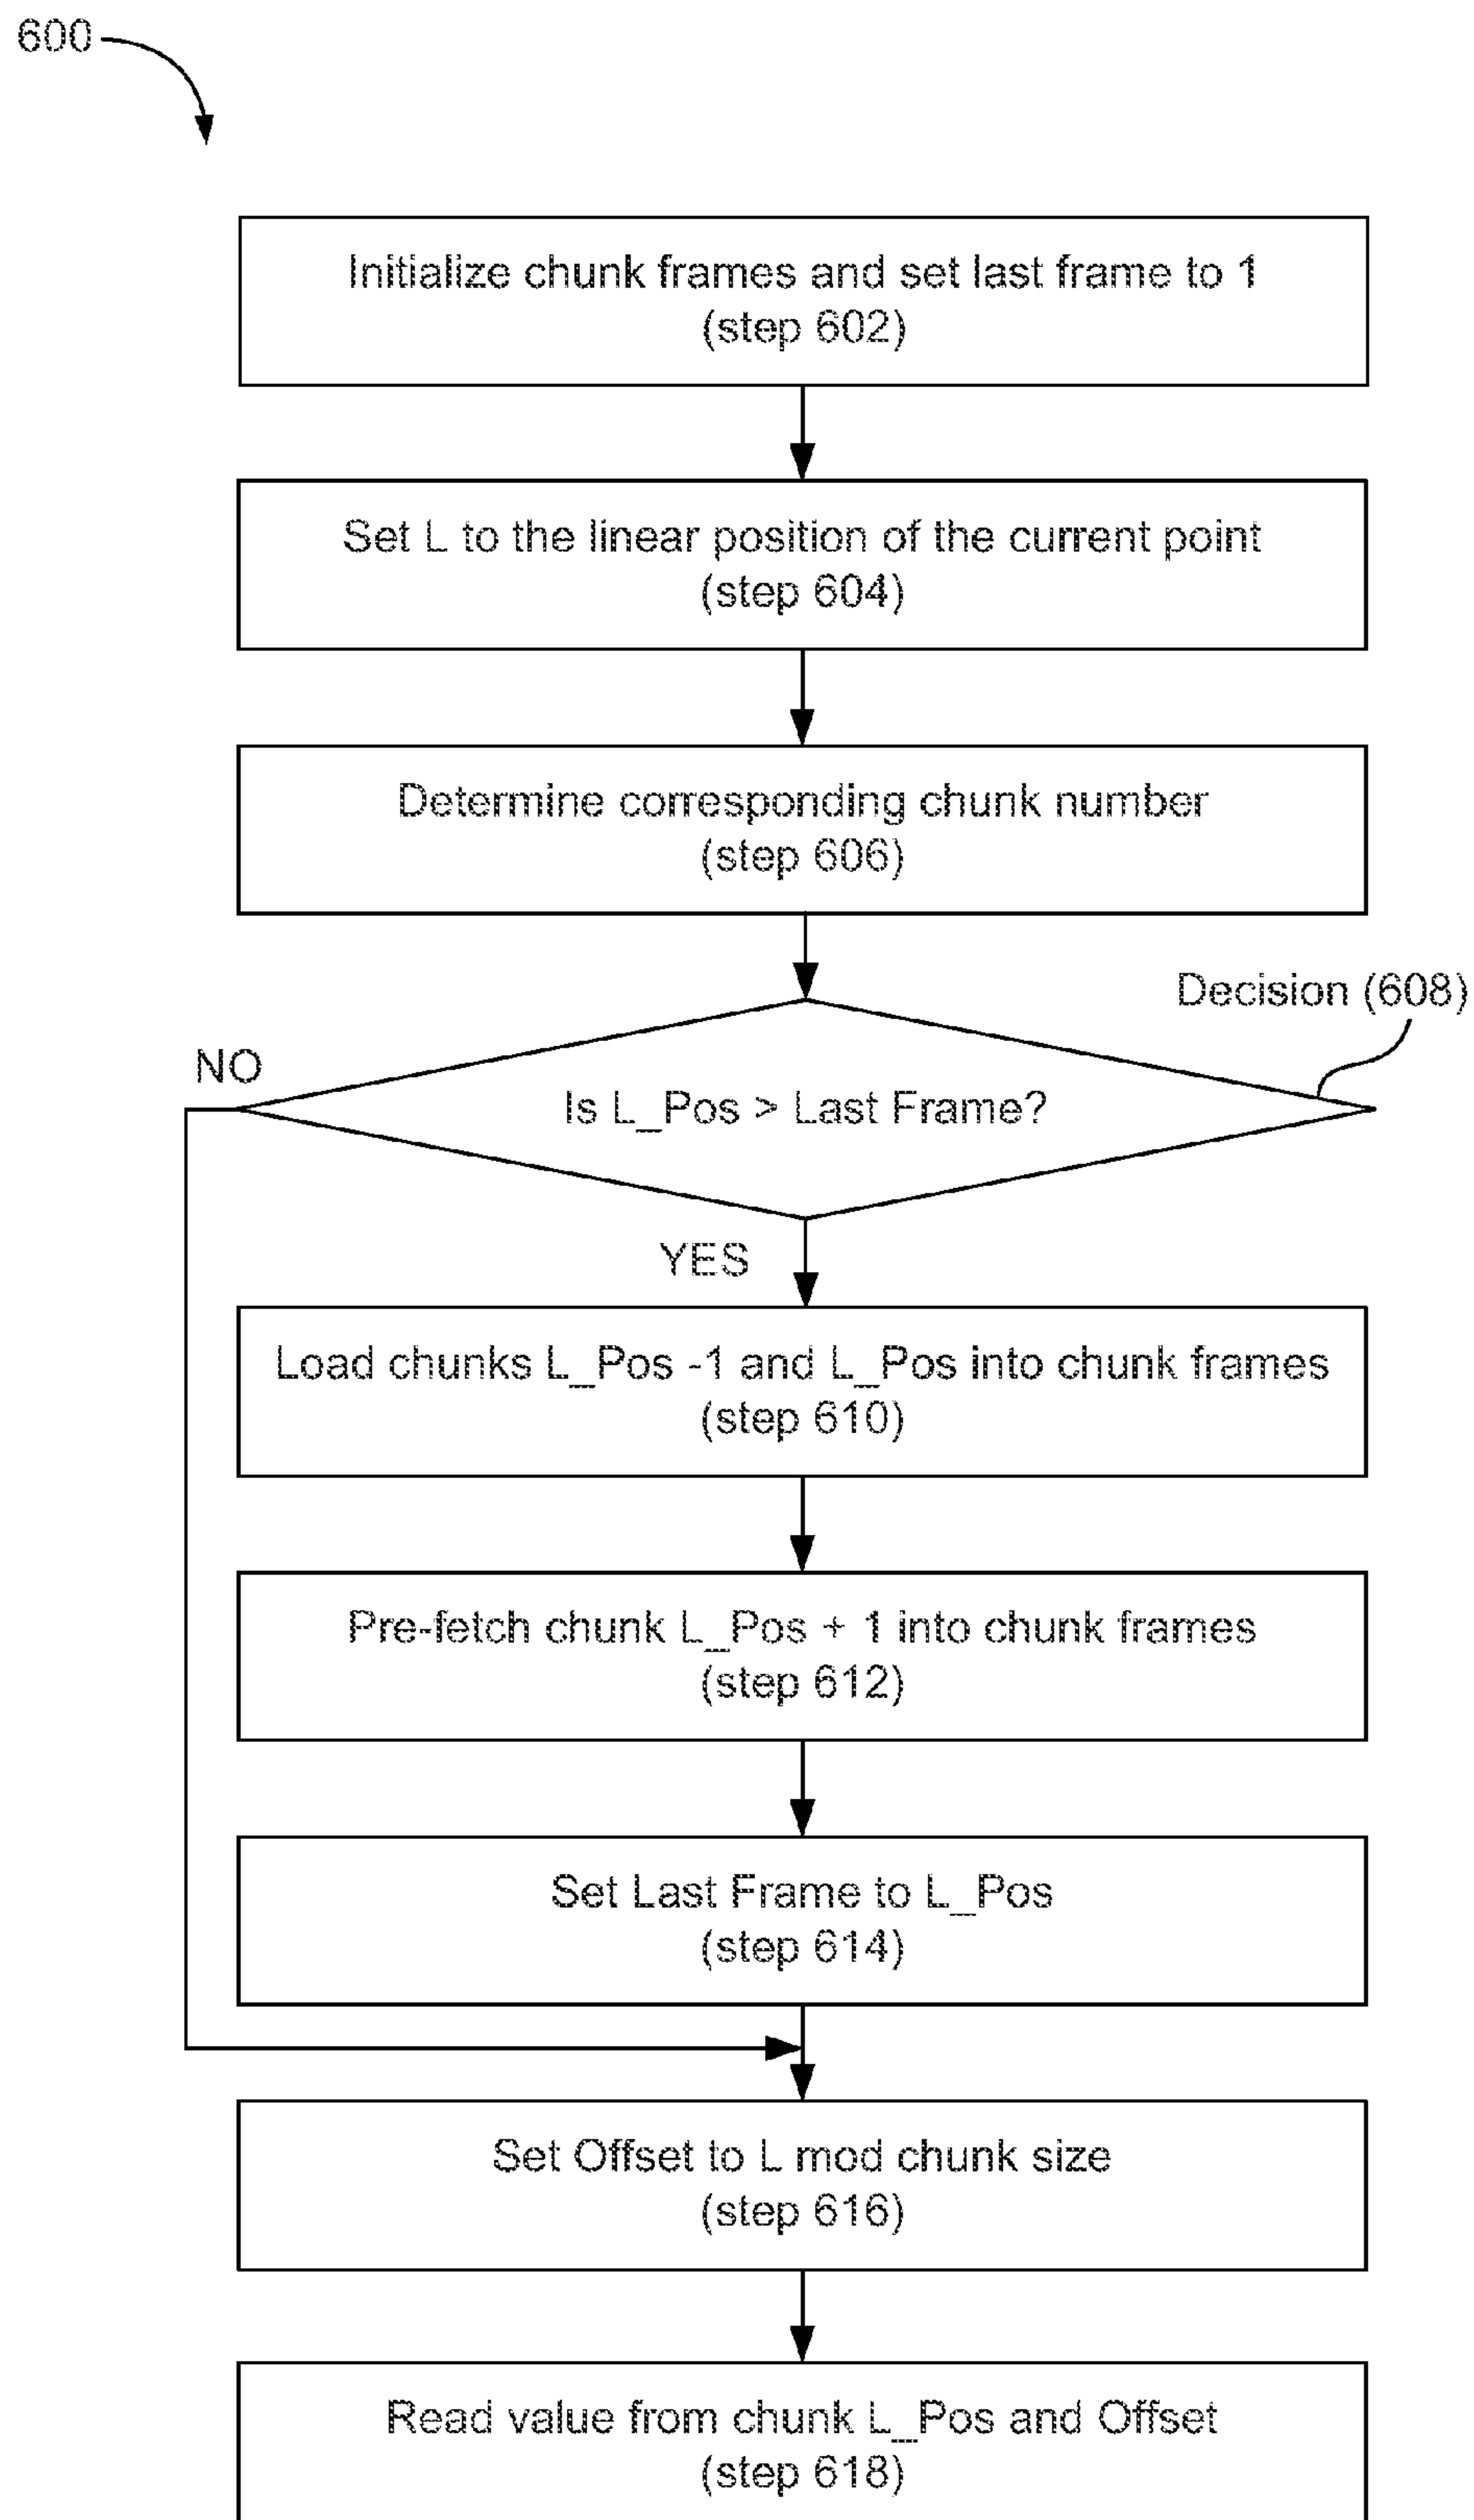 600
Initialize chunk frames and set last frame to 1
(step 602)
Set L to the linear position of the current point
(step 604)
Determine corresponding chunk number
(step 606)
Decision (608)
NO
Is L_Pos > Last Frame?
YES
Load chunks L_Pos -1 and L_Pos into chunk frames
(step 610)
Pre-fetch chunk L_Pos + 1 into chunk frames
(step 612)
Set Last Frame to L_Pos
(step 614)
Set Offset to L mod chunk size
(step 616)
Read value from chunk L_Pos and Offset
(step 618)